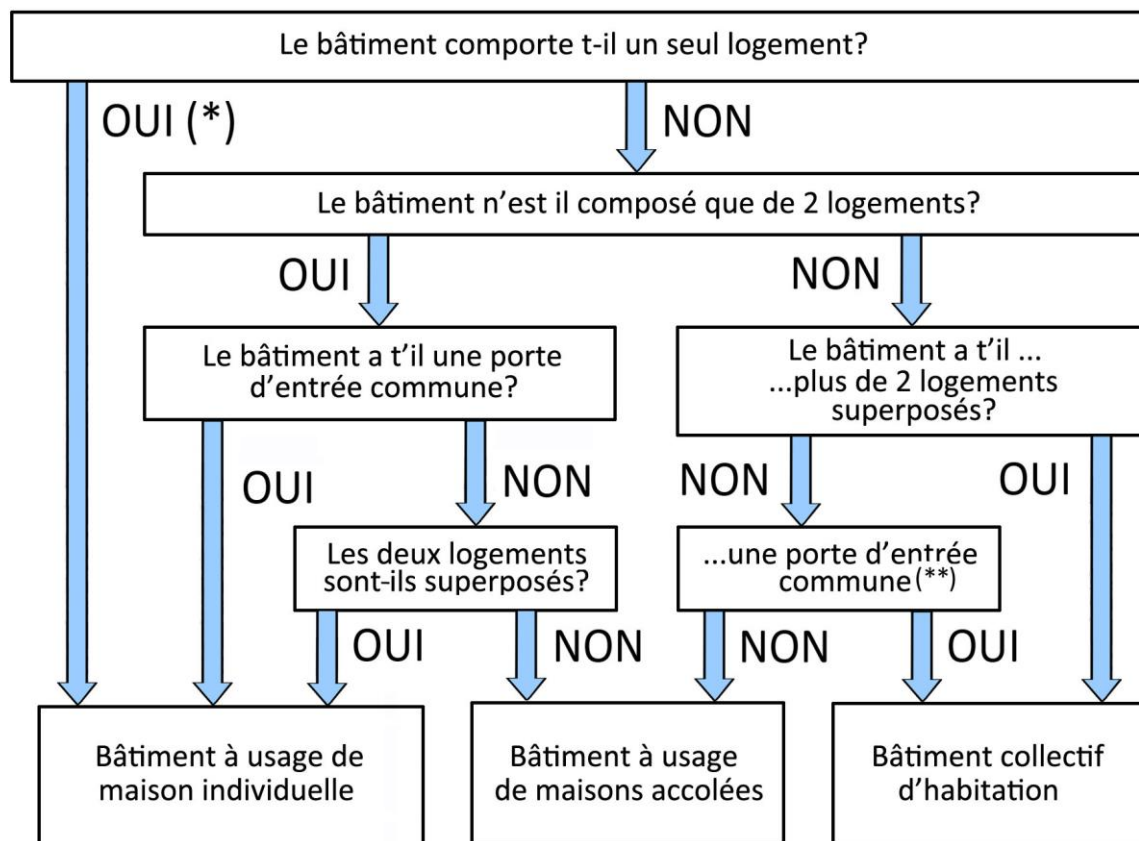 Le bâtiment comporte t-il un seul logement?
OUI (*)
NON
Le bâtiment n’est il composé que de 2 logements?
OUI
NON
Le bâtiment a t’il une porte
d’entrée commune?
Le bâtiment a t’il ...
...plus de 2 logements
superposés?
OUI
NON
NON
OUI
Les deux logements
sont-ils superposés?
...une porte d’entrée
commune(**)
OUI
NON
NON
OUI
Bâtiment à usage de
maison individuelle
Bâtiment à usage
de maisons accolées
Bâtiment collectif
d’habitation